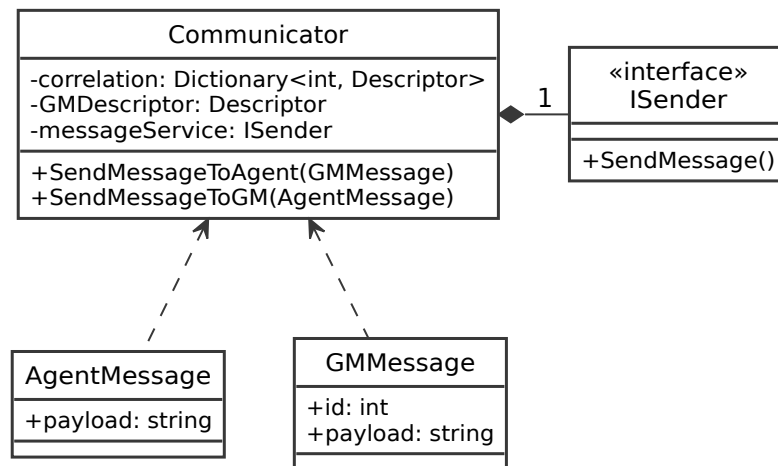 Communicator
-correlation: Dictionary<int, Descriptor>
-GMDescriptor: Descriptor
-messageService: ISender
+SendMessageToAgent(GMMessage)
+SendMessageToGM(AgentMessage)
1
«interface»
ISender
+SendMessage()
AgentMessage
+payload: string
GMMessage
+id: int
+payload: string